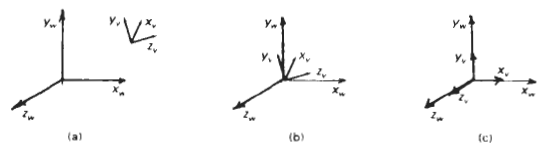 y_w y_v x_v z_v x_w z_w
(a)
y_w y_v x_v z_v x_w z_w
(b)
y_w y_v x_v z_v x_w z_w
(c)